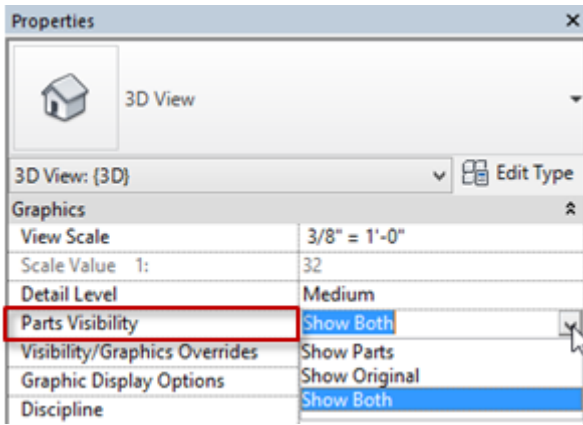 Properties
3D View
3D View: {3D} Edit Type
Graphics
View Scale 3/8" = 1'-0"
Scale Value 1: 32
Detail Level Medium
Parts Visibility Show Both
Visibility/Graphics Overrides Show Parts
Graphic Display Options Show Original
Discipline Show Both